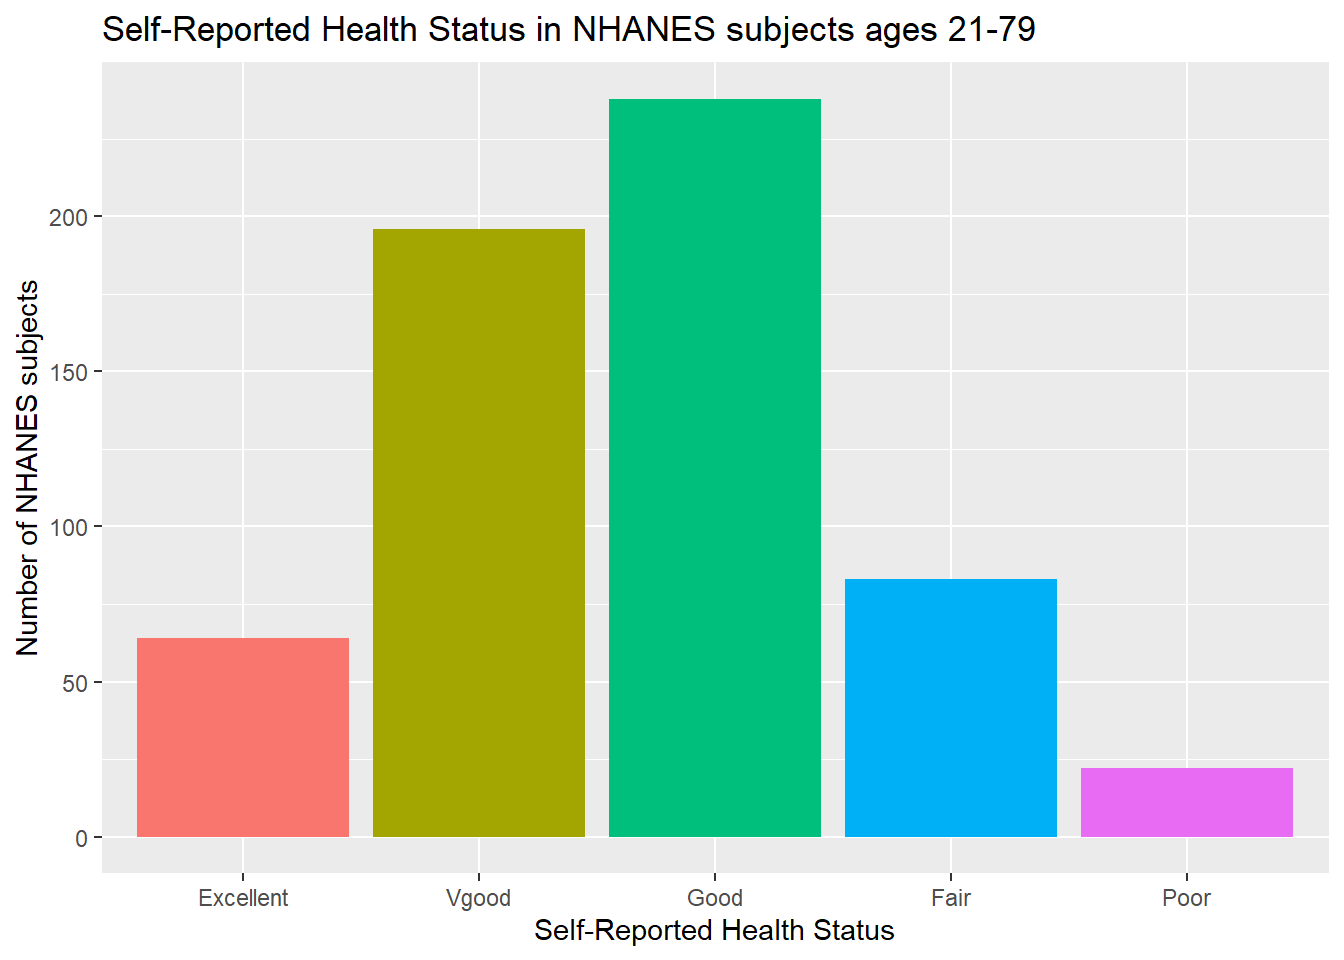 Self-Reported Health Status in NHANES subjects ages 21-79
Number of NHANES subjects
200
150
100
50
0
Excellent Vgood Good Fair Poor
Self-Reported Health Status